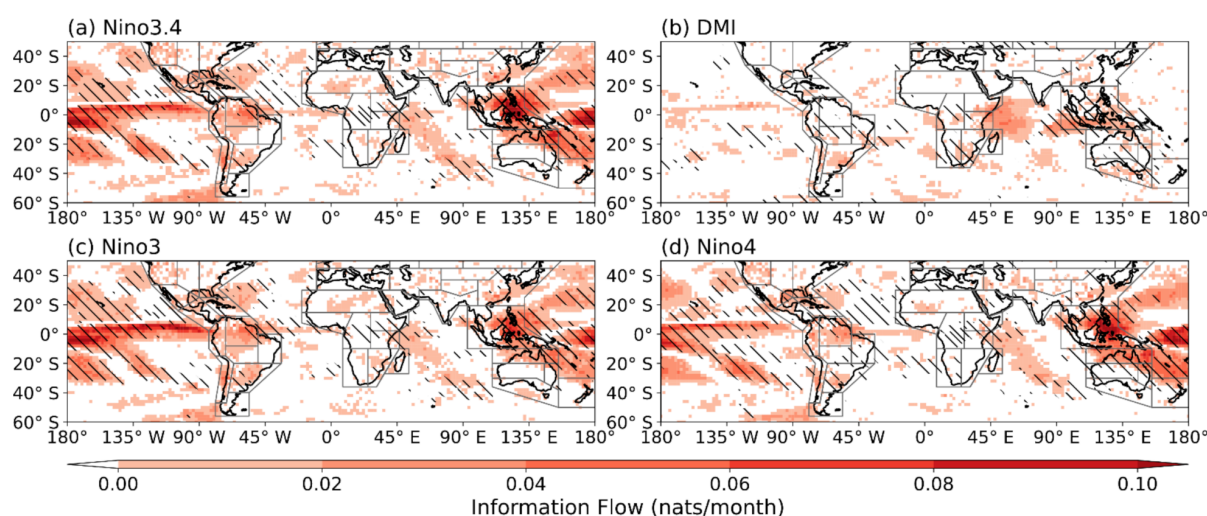 (a) Nino3.4 (b) DMI
40° S 40° S
20° S 20° S
0° 0°
20° S 20° S
40° S 40° S
60° S 60° S
180° 135° W 90° W 45° W 0° 45° E 90° E 135° E 180° 180° 135° W 90° W 45° W 0° 45° E 90° E 135° E 180°
(c) Nino3 (d) Nino4
40° S 40° S
20° S 20° S
0° 0°
20° S 20° S
40° S 40° S
60° S 60° S
180° 135° W 90° W 45° W 0° 45° E 90° E 135° E 180° 180° 135° W 90° W 45° W 0° 45° E 90° E 135° E 180°
0.00 0.02 0.04 0.06 0.08 0.10
Information Flow (nats/month)